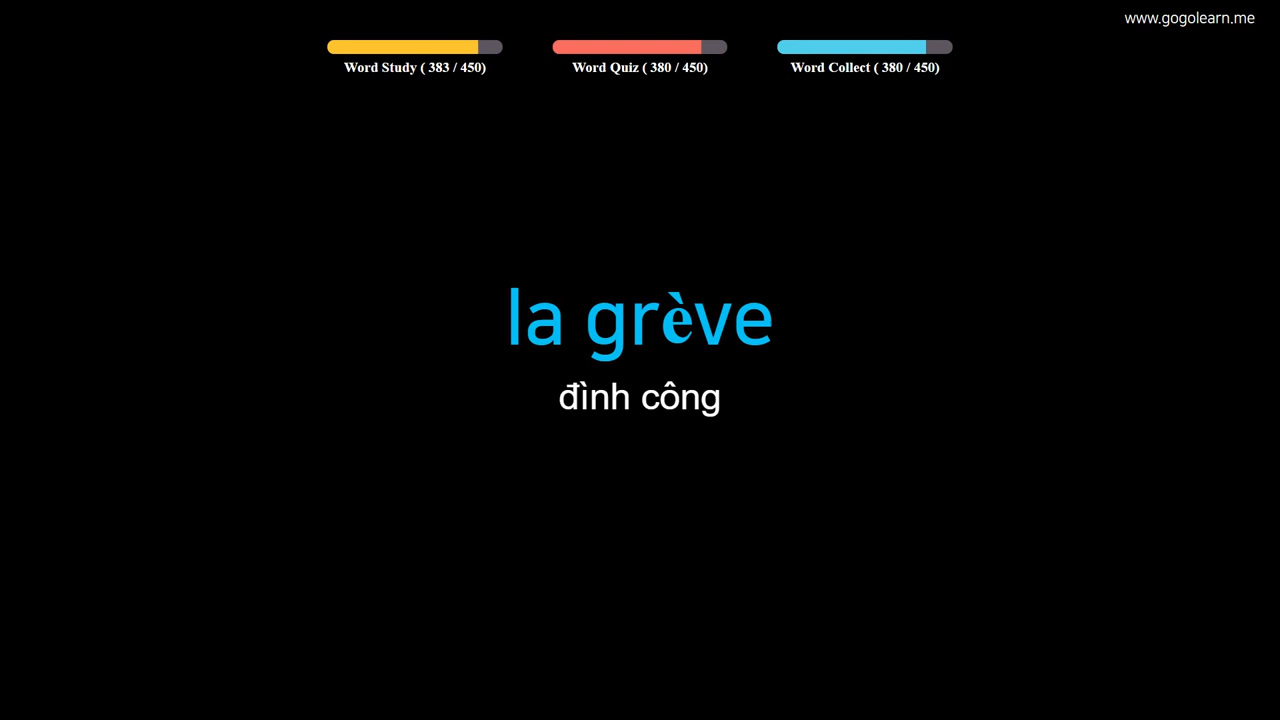 www.gogolearn.me
Word Study ( 383 / 450)
Word Quiz ( 380 / 450)
Word Collect ( 380 / 450)
la grève
đình công